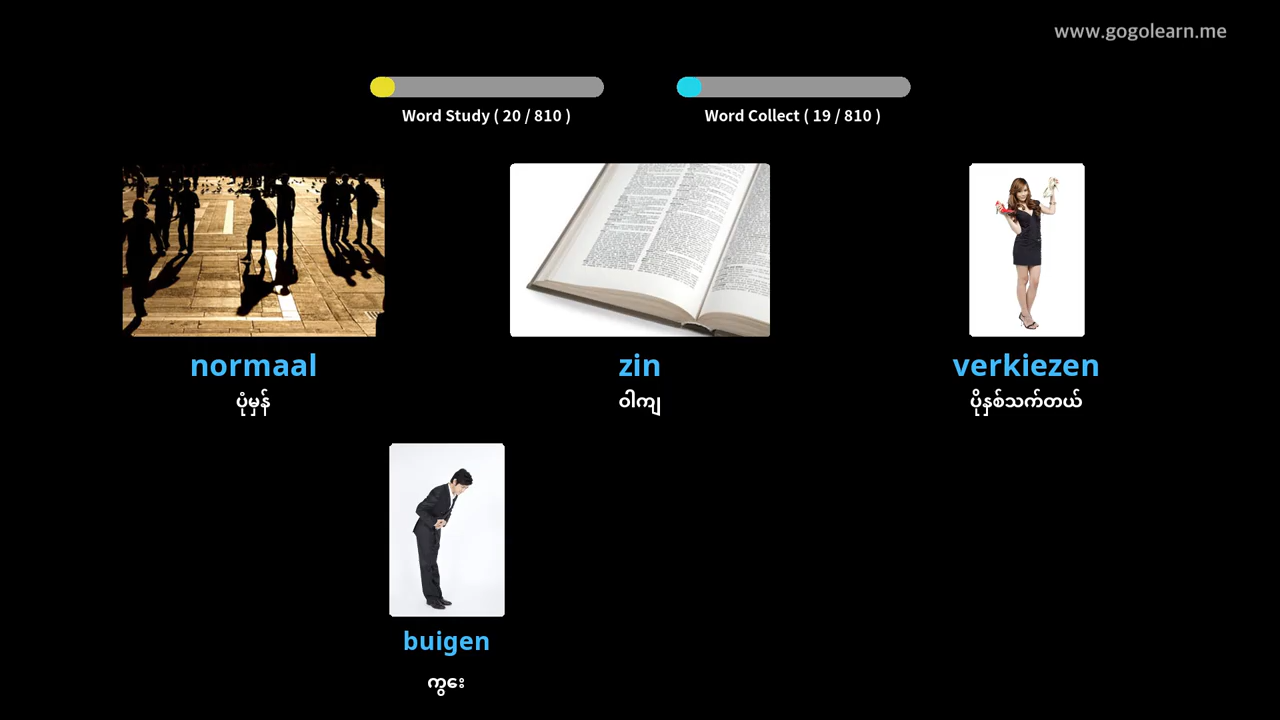 www.gogolearn.me
Word Study ( 20 / 810 )
Word Collect ( 19 / 810 )
normaal
ပုံမှန်
zin
ဝါကျ
verkiezen
ပိုနှစ်သက်တယ်
buigen
ကွေး